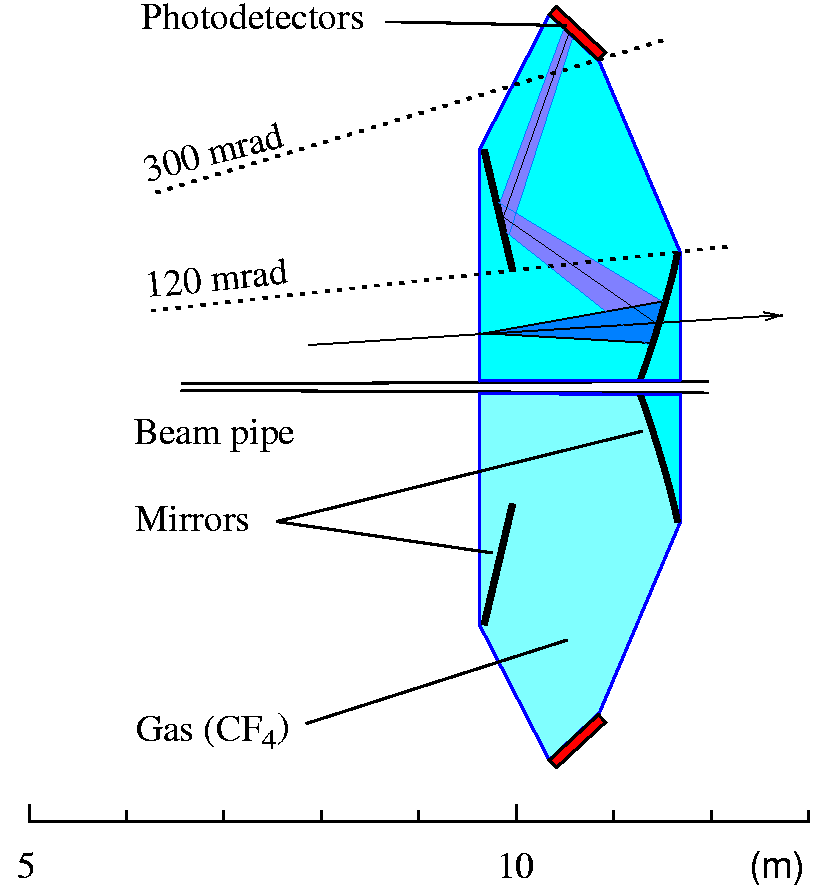 Photodetectors
300 mrad
120 mrad
Beam pipe
Mirrors
Gas (CF₄)
5 10 (m)